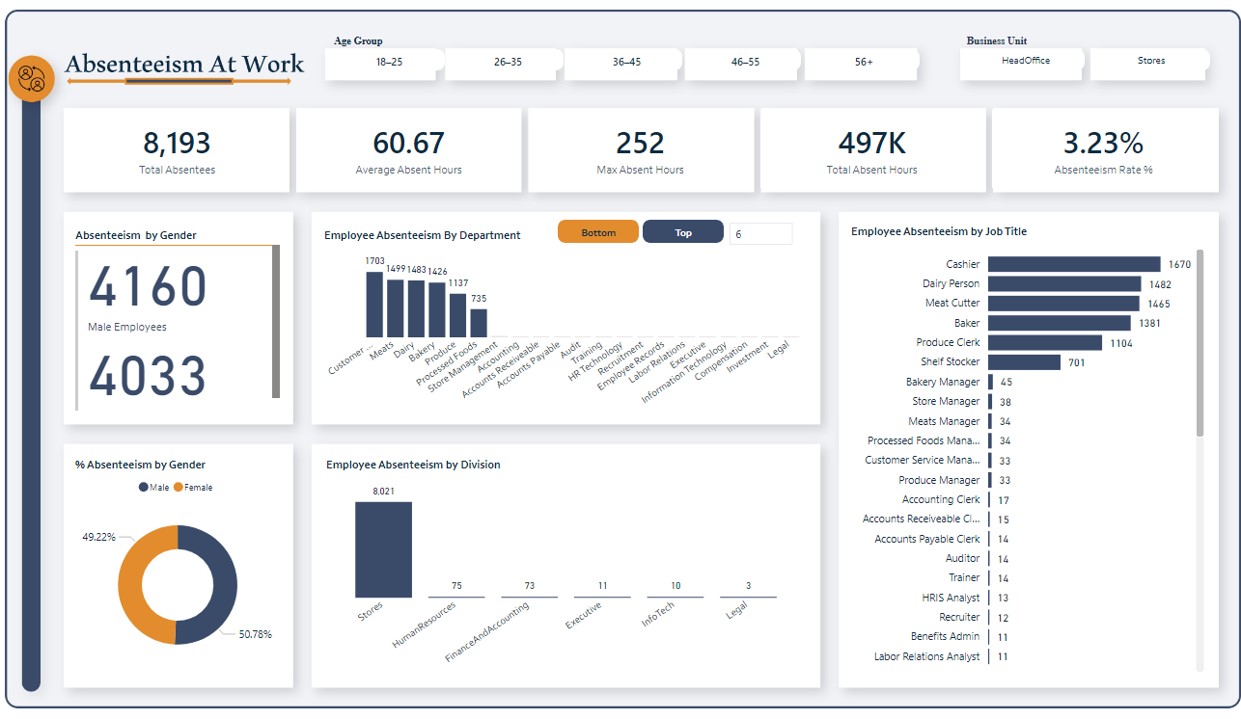 Absenteeism At Work
Age Group
18–25
26–35
36–45
46–55
56+
Business Unit
HeadOffice
Stores
8,193
Total Absentees
60.67
Average Absent Hours
252
Max Absent Hours
497K
Total Absent Hours
3.23%
Absenteeism Rate %
Absenteeism by Gender
4160
Male Employees
4033
Employee Absenteeism By Department
Bottom
Top
6
1703
1499
1483
1426
1137
735
Customer ...
Meats
Dairy
Bakery
Produce
Processed Foods
Store Management
Accounting
Accounts Receivable
Accounts Payable
Audit
Training
HR Technology
Recruitment
Employee Records
Labor Relations
Executive
Information Technology
Compensation
Investment
Legal
Employee Absenteeism by Job Title
Cashier 1670
Dairy Person 1482
Meat Cutter 1465
Baker 1381
Produce Clerk 1104
Shelf Stocker 701
Bakery Manager 45
Store Manager 38
Meats Manager 34
Processed Foods Mana... 34
Customer Service Mana... 33
Produce Manager 33
Accounting Clerk 17
Accounts Receiveable Cl... 15
Accounts Payable Clerk 14
Auditor 14
Trainer 14
HRIS Analyst 13
Recruiter 12
Benefits Admin 11
Labor Relations Analyst 11
% Absenteeism by Gender
Male Female
49.22%
50.78%
Employee Absenteeism by Division
8,021
75
73
11
10
3
Stores
HumanResources
FinanceAndAccounting
Executive
InfoTech
Legal